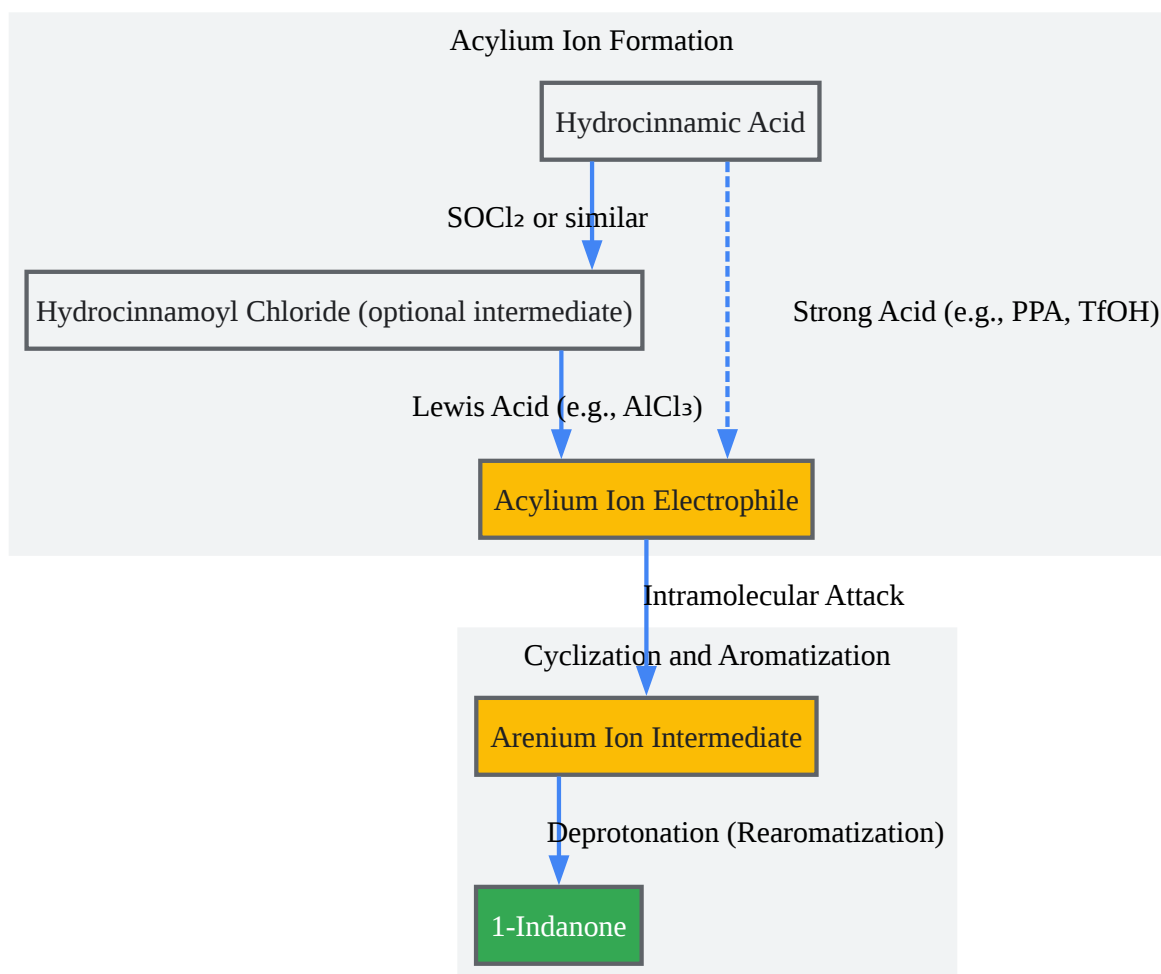 Acylium Ion Formation
Hydrocinnamic Acid
SOCl₂ or similar
Hydrocinnamoyl Chloride (optional intermediate)
Strong Acid (e.g., PPA, TfOH)
Lewis Acid (e.g., AlCl₃)
Acylium Ion Electrophile
Intramolecular Attack
Cyclization and Aromatization
Arenium Ion Intermediate
Deprotonation (Rearomatization)
1-Indanone